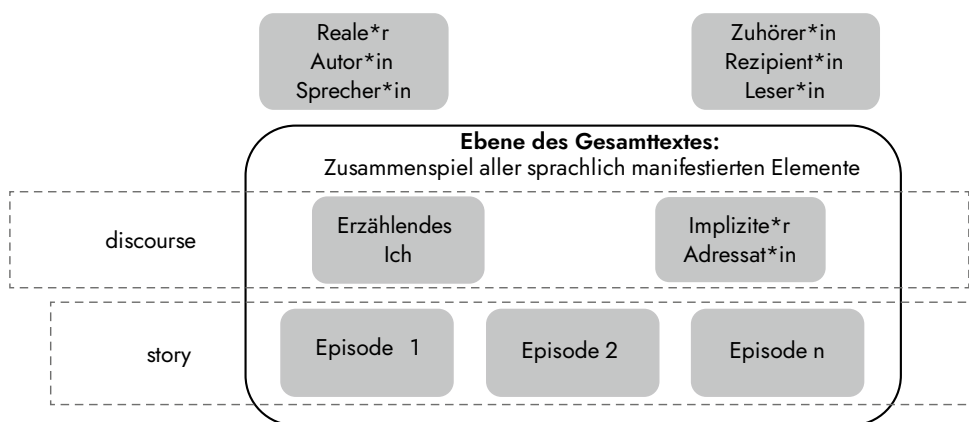 Reale*r
Autor*in
Sprecher*in
Zuhörer*in
Rezipient*in
Leser*in
Ebene des Gesamttextes:
Zusammenspiel aller sprachlich manifestierten Elemente
discourse
Erzählendes
Ich
Implizite*r
Adressat*in
story
Episode 1
Episode 2
Episode n